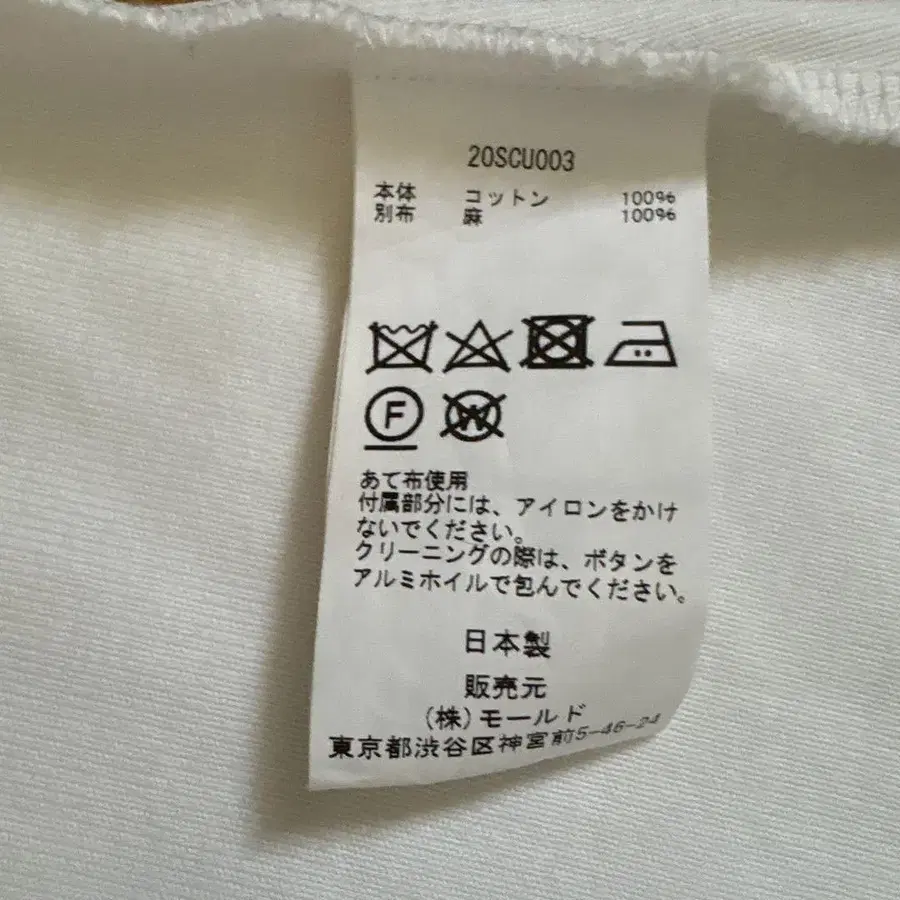 20SCU003
本体 コットン 100%
別布 麻 100%
F W
あて布使用
付属部分には、アイロンをかけ
ないでください。
クリーニングの際は、ボタンを
アルミホイルで包んでください。
日本製
販売元
(株)モールド
東京都渋谷区神宮前5-46-24